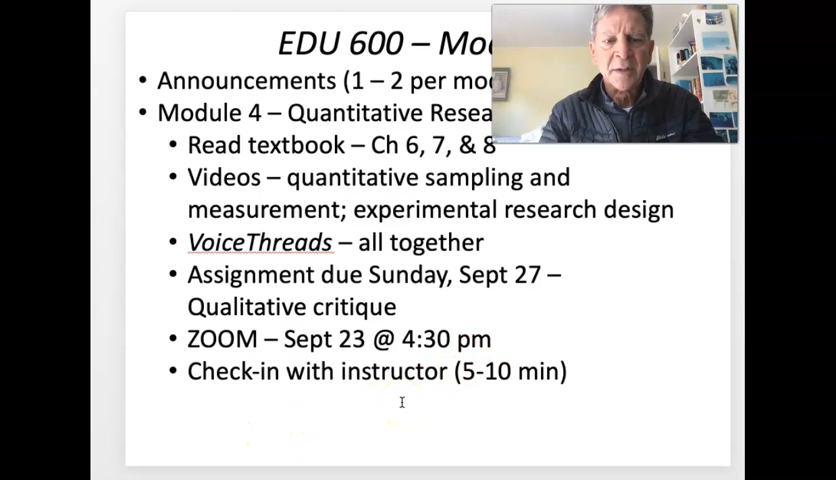 EDU 600 – Mo
• Announcements (1 – 2 per mo
• Module 4 – Quantitative Resea
• Read textbook – Ch 6, 7, & 8
• Videos – quantitative sampling and
measurement; experimental research design
• VoiceThreads – all together
• Assignment due Sunday, Sept 27 –
Qualitative critique
• ZOOM – Sept 23 @ 4:30 pm
• Check-in with instructor (5-10 min)